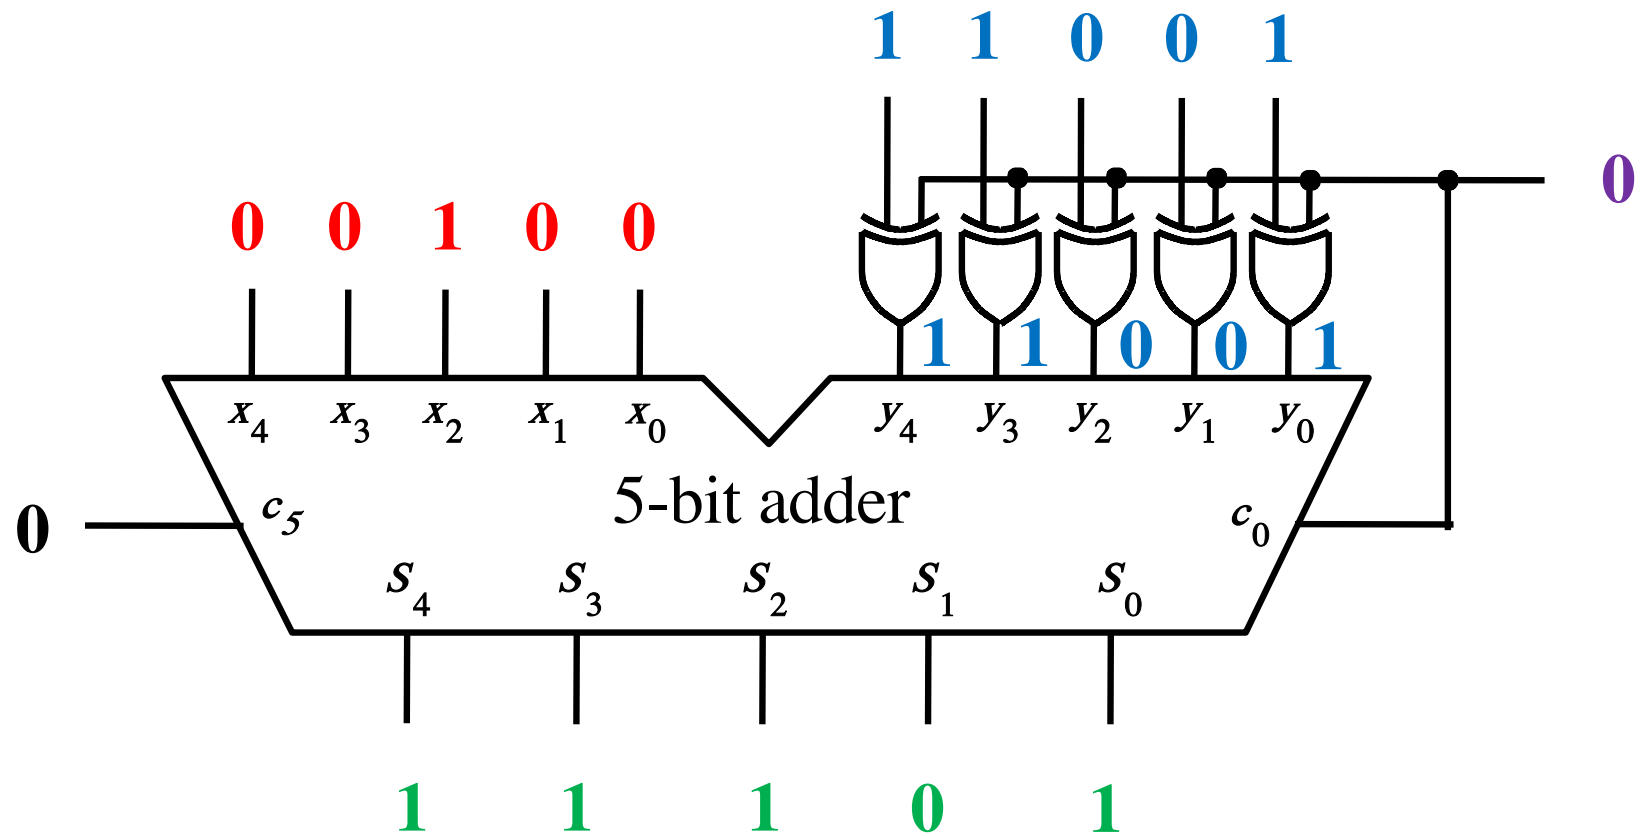 1 1 0 0 1
0
0 0 1 0 0
1 1 0 0 1
x4 x3 x2 x1 x0 y4 y3 y2 y1 y0
5-bit adder
0 c5 c0
S4 S3 S2 S1 S0
1 1 1 0 1